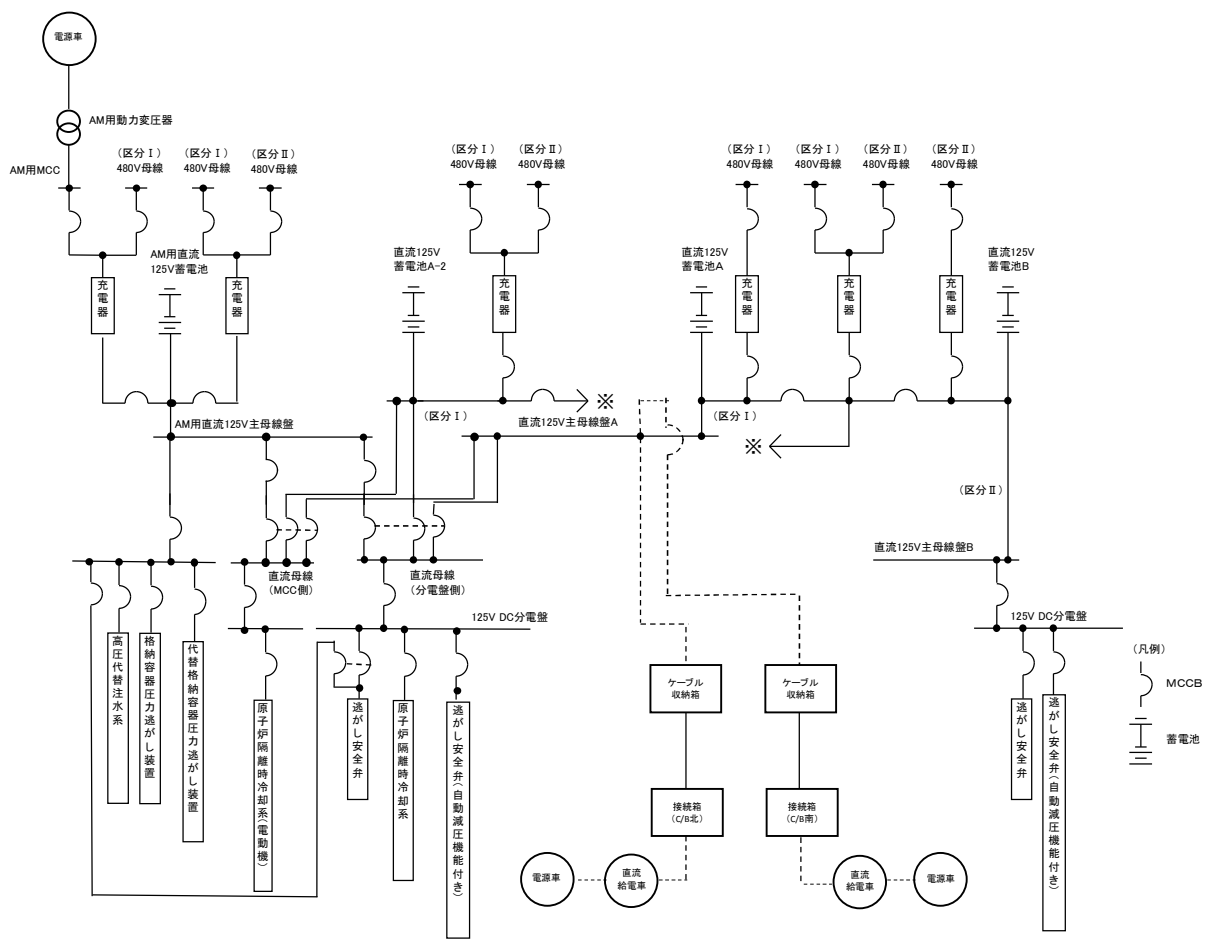 電源車
AM用動力変圧器
AM用MCC
(区分Ⅰ)
480V母線
(区分Ⅰ)
480V母線
(区分Ⅱ)
480V母線
(区分Ⅰ)
480V母線
(区分Ⅱ)
480V母線
(区分Ⅰ)
480V母線
(区分Ⅰ)
480V母線
(区分Ⅱ)
480V母線
(区分Ⅱ)
480V母線
AM用直流
125V蓄電池
直流125V
蓄電池A-2
直流125V
蓄電池A
直流125V
蓄電池B
充電器
充電器
充電器
充電器
充電器
充電器
※
(区分Ⅰ)
(区分Ⅰ)
AM用直流125V主母線盤
直流125V主母線盤A
※
(区分Ⅱ)
直流125V主母線盤B
直流母線
(MCC側)
直流母線
(分電盤側)
125V DC分電盤
125V DC分電盤
高圧代替注水系
格納容器圧力逃がし装置
代替格納容器圧力逃がし装置
原子炉隔離時冷却系(電動機)
逃がし安全弁
原子炉隔離時冷却系
逃がし安全弁(自動減圧機能付き)
ケーブル
収納箱
ケーブル
収納箱
接続箱
(C/B北)
接続箱
(C/B南)
電源車
直流
給電車
直流
給電車
電源車
逃がし安全弁
逃がし安全弁(自動減圧機能付き)
(凡例)
MCCB
蓄電池